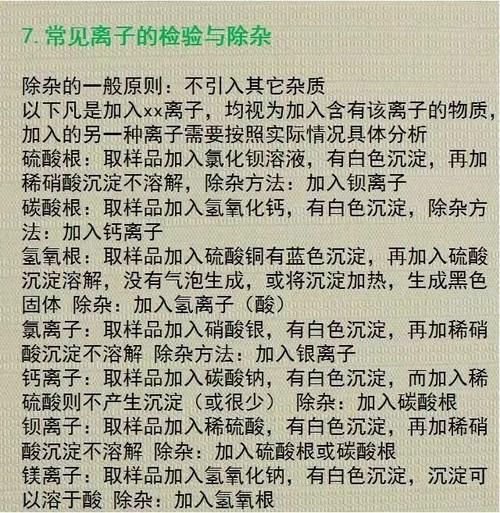 7.常见离子的检验与除杂
除杂的一般原则：不引入其它杂质
以下凡是加入xx离子，均视为加入含有该离子的物质，
加入的另一种离子需要按照实际情况具体分析
硫酸根：取样品加入氯化钡溶液，有白色沉淀，再加
稀硝酸沉淀不溶解，除杂方法：加入钡离子
碳酸根：取样品加入氢氧化钙，有白色沉淀，除杂方
法：加入钙离子
氢氧根：取样品加入硫酸铜有蓝色沉淀，再加入硫酸
沉淀溶解，没有气泡生成，或将沉淀加热，生成黑色
固体 除杂：加入氢离子（酸）
氯离子：取样品加入硝酸银，有白色沉淀，再加稀硝
酸沉淀不溶解 除杂方法：加入银离子
钙离子：取样品加入碳酸钠，有白色沉淀，而加入稀
硫酸则不产生沉淀（或很少） 除杂：加入碳酸根
钡离子：取样品加入稀硫酸，有白色沉淀，再加稀硝
酸沉淀不溶解 除杂：加入硫酸根或碳酸根
镁离子：取样品加入氢氧化钠，有白色沉淀，沉淀可
以溶于酸 除杂：加入氢氧根